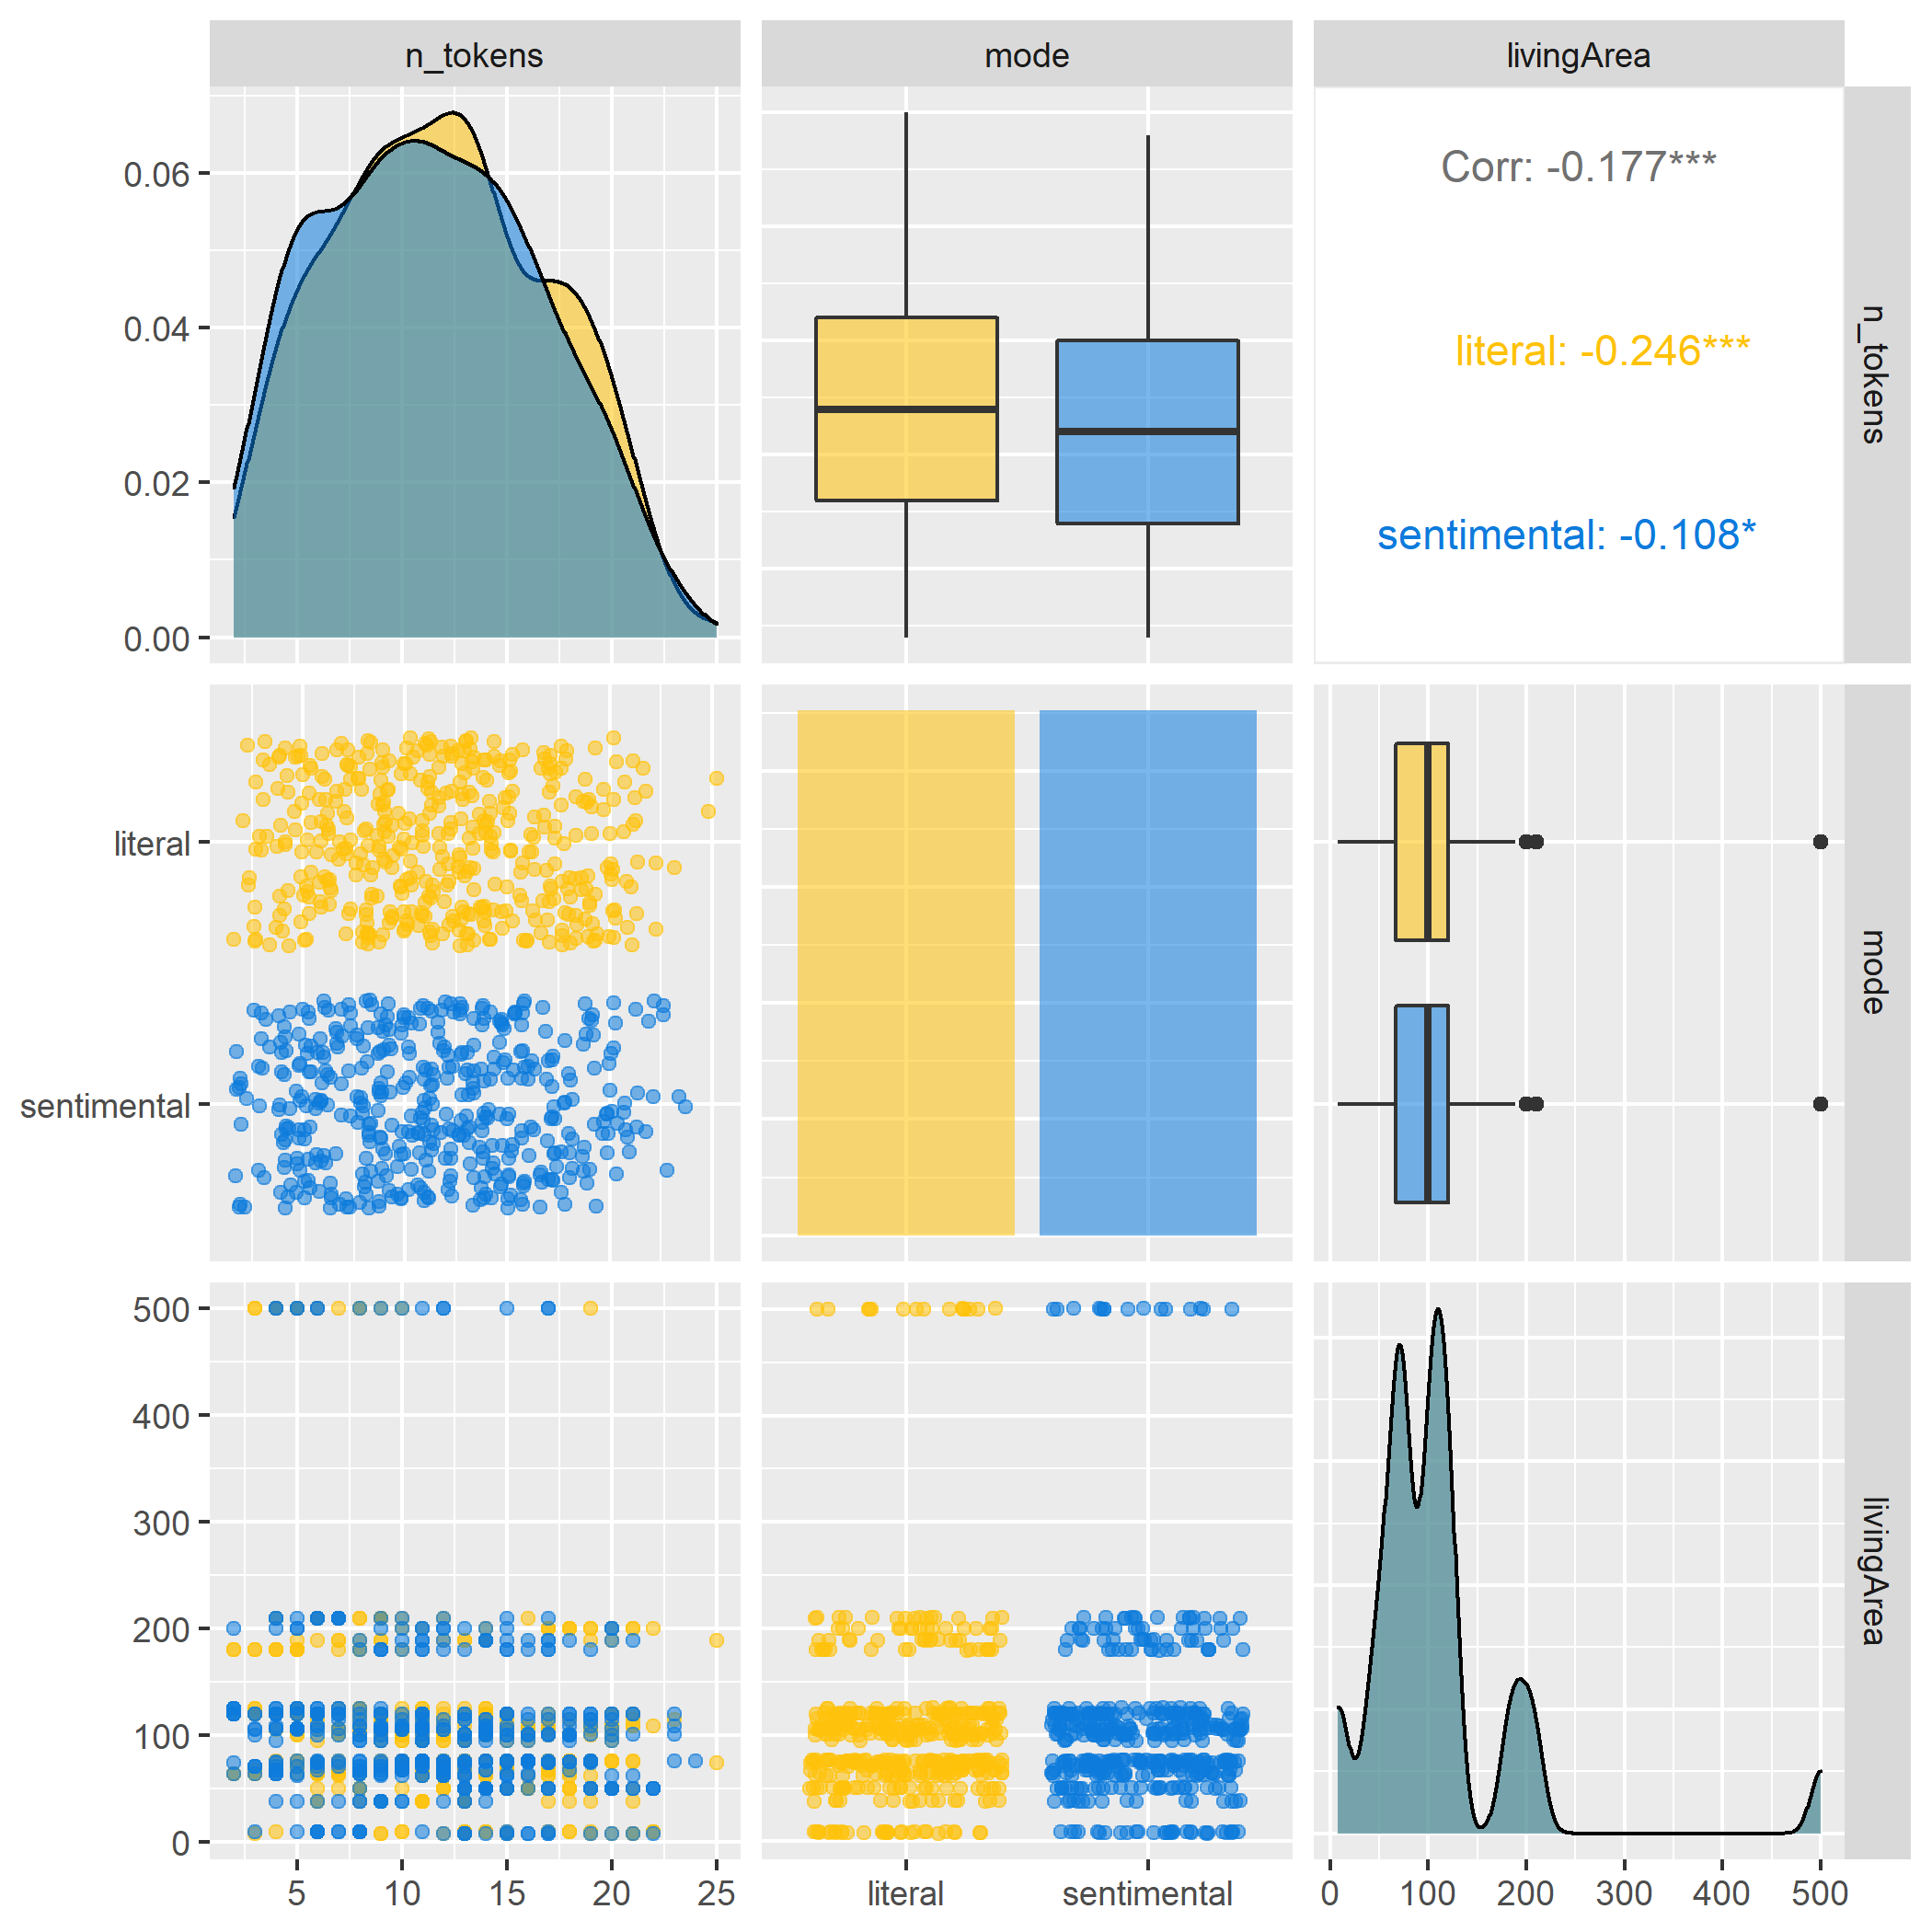 n_tokens
mode
livingArea
0.06
0.04
0.02
0.00
Corr: -0.177***
literal: -0.246***
sentimental: -0.108*
n_tokens
literal
sentimental
mode
500
400
300
200
100
0
livingArea
5 10 15 20 25
literal sentimental
0 100 200 300 400 500